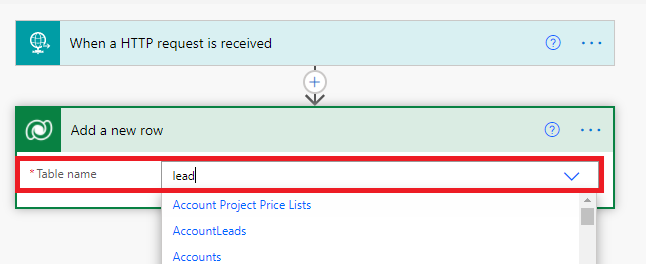 When a HTTP request is received
Add a new row
* Table name
lead
Account Project Price Lists
AccountLeads
Accounts